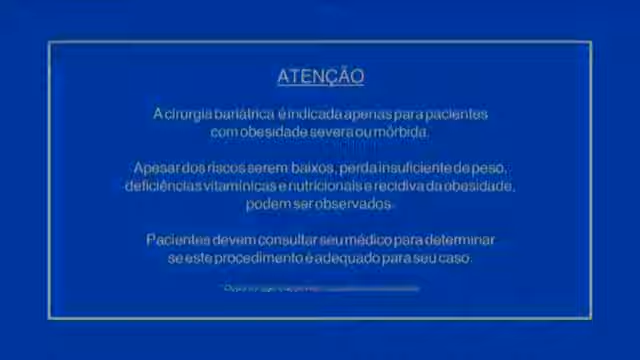 ATENÇÃO
A cirurgia bariátrica é indicada apenas para pacientes
com obesidade severa ou mórbida.
Apesar dos riscos serem baixos, perda insuficiente de peso,
deficiências vitamínicas e nutricionais e recidiva da obesidade,
podem ser observados.
Pacientes devem consultar seu médico para determinar
se este procedimento é adequado para seu caso.